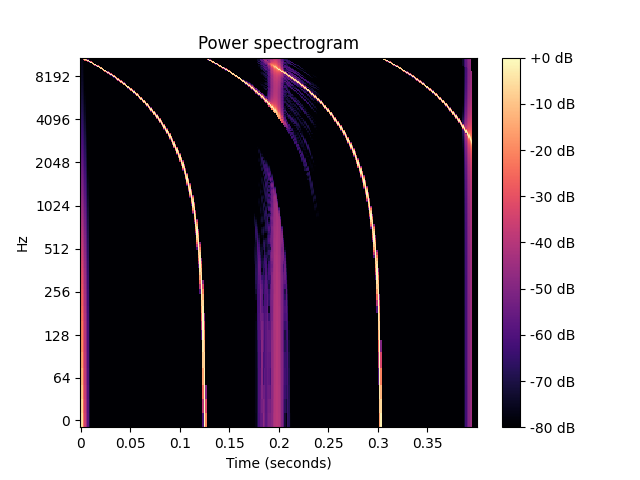 Power spectrogram
Hz
8192
4096
2048
1024
512
256
128
64
0
0
0.05
0.1
0.15
0.2
0.25
0.3
0.35
Time (seconds)
+0 dB
-10 dB
-20 dB
-30 dB
-40 dB
-50 dB
-60 dB
-70 dB
-80 dB